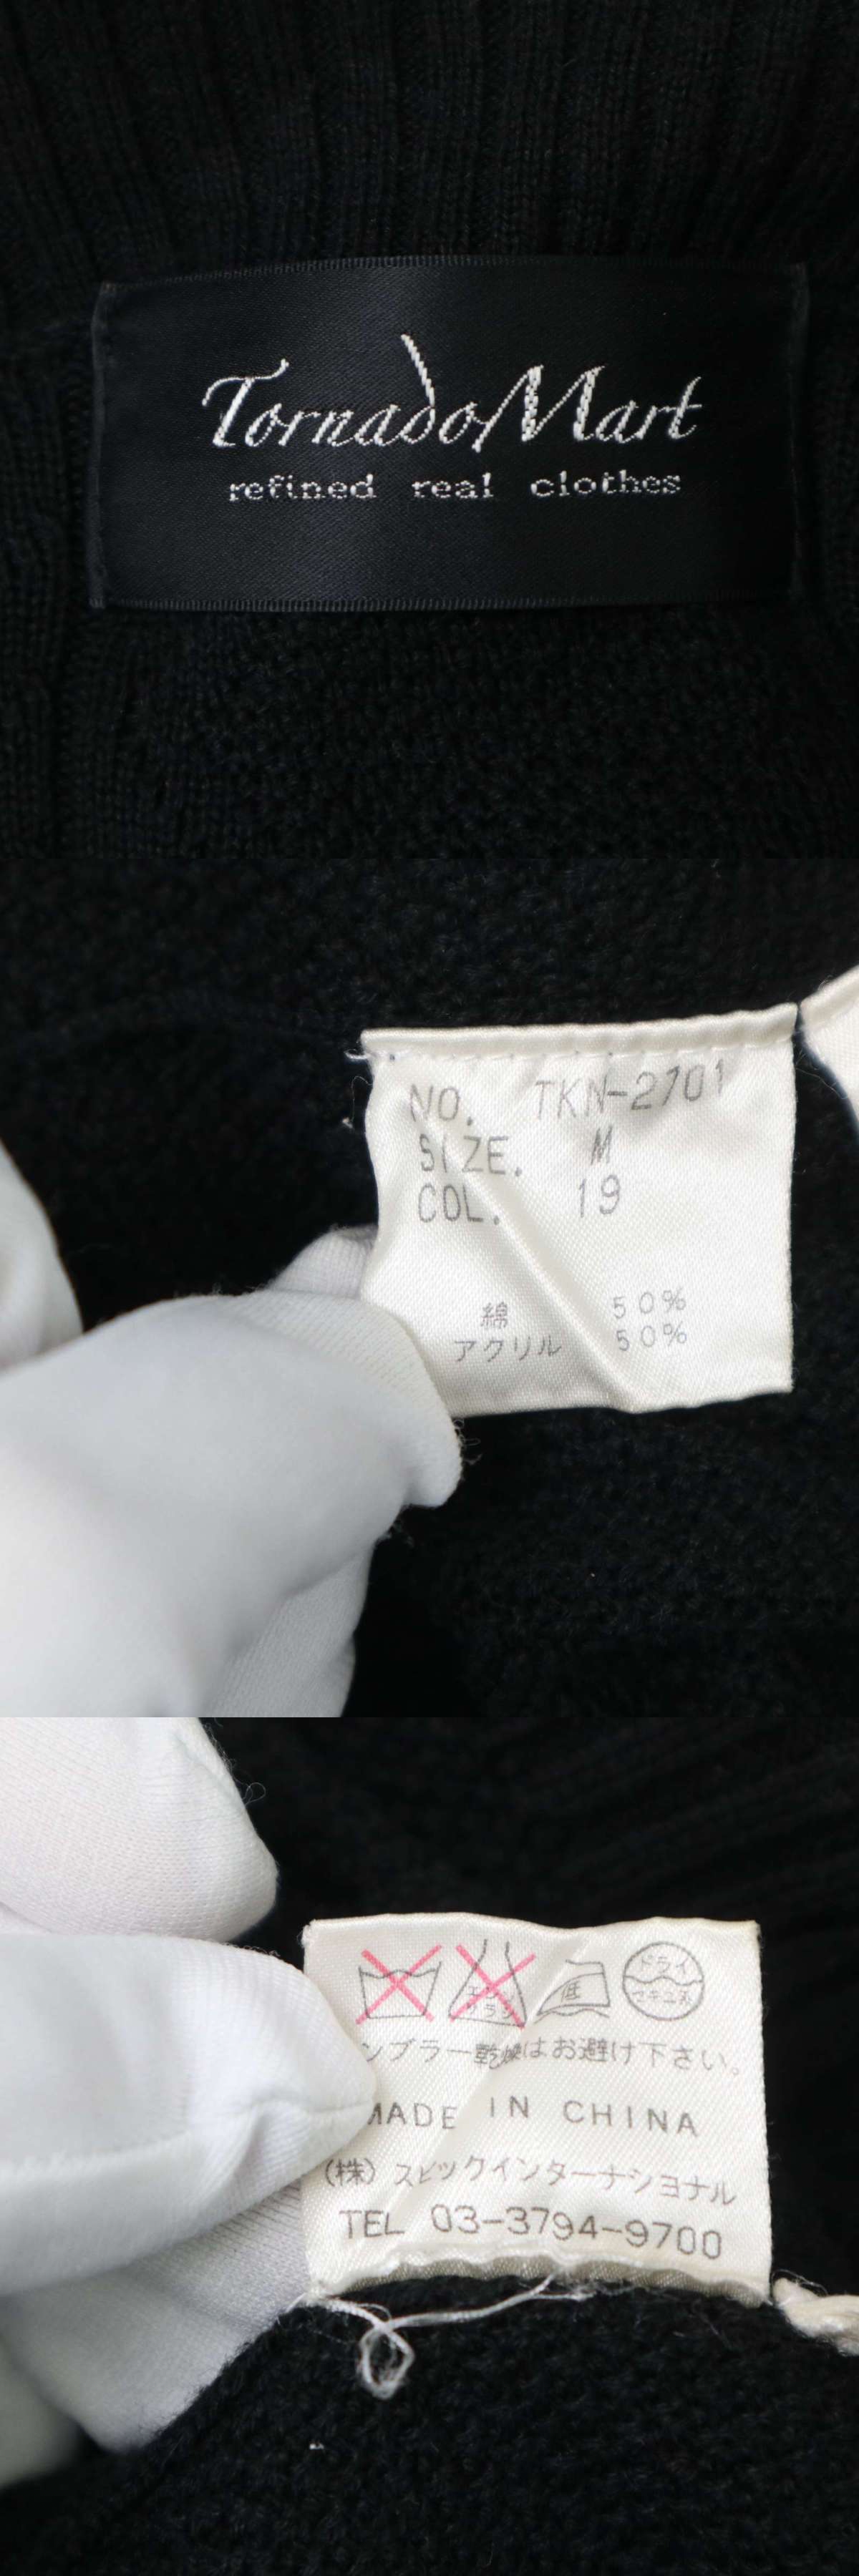 TornadoMart
refined real clothes
NO. TKN-2701
SIZE. M
COL. 19
綿 50%
アクリル 50%
低
ドライ
ンブラー乾燥はお避け下さい。
MADE IN CHINA
(株)スピックインターナショナル
TEL 03-3794-9700